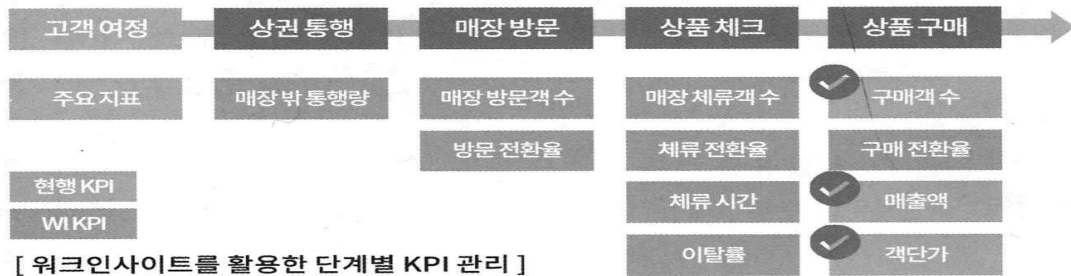 고객 여정 상권 통행 매장 방문 상품 체크 상품 구매
주요 지표 매장 밖 통행량 매장 방문객 수 매장 체류객 수 구매객 수
방문 전환율 체류 전환율 구매 전환율
현행 KPI 체류 시간 매출액
WI KPI
이탈률 객단가
[ 워크인사이트를 활용한 단계별 KPI 관리 ]